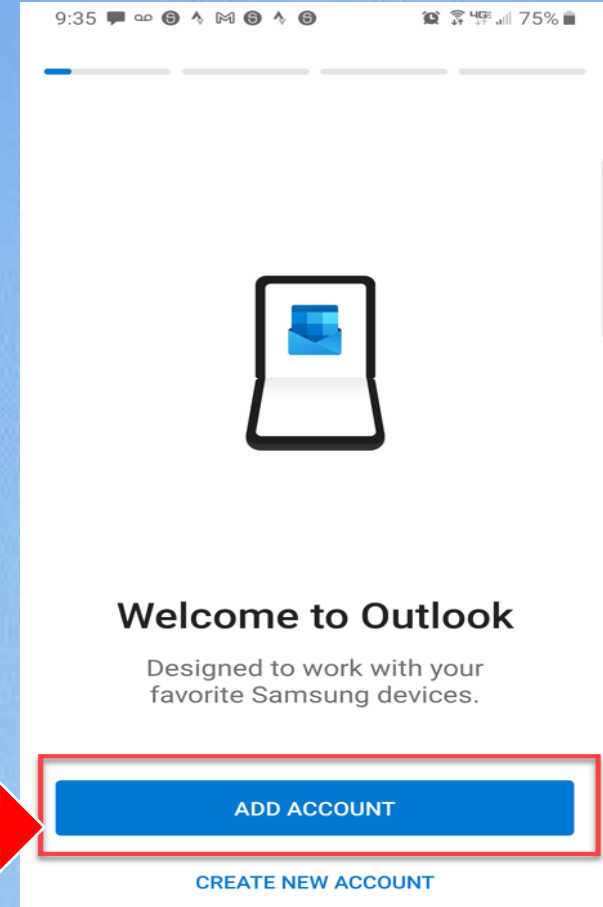 9:35 75%
Welcome to Outlook
Designed to work with your
favorite Samsung devices.
ADD ACCOUNT
CREATE NEW ACCOUNT